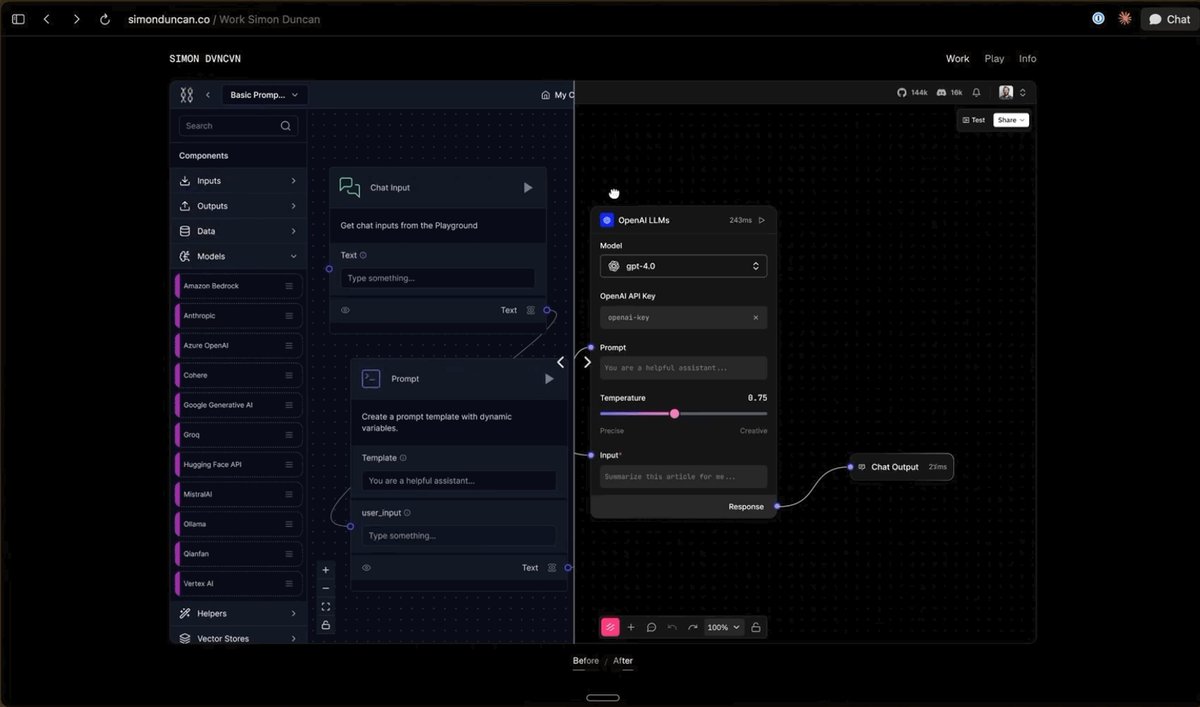 simonduncan.co / Work Simon Duncan
Chat
SIMON DVNCVN
Work Play Info
Basic Promp...
My C
Search
Components
Inputs
Outputs
Data
Models
Amazon Bedrock
Anthropic
Azure OpenAI
Cohere
Google Generative AI
Groq
Hugging Face API
MistralAI
Ollama
Qianfan
Vertex AI
Helpers
Vector Stores
Chat Input
Get chat inputs from the Playground
Text
Type something...
Text
Prompt
Create a prompt template with dynamic
variables.
Template
You are a helpful assistant...
user_input
Type something...
Text
144k 16k
Test Share
OpenAI LLMs 243ms
Model
gpt-4.0
OpenAI API Key
openai-key
Prompt
You are a helpful assistant...
Temperature 0.75
Precise Creative
Input*
Summarize this article for me...
Response
Chat Output
100%
Before / After